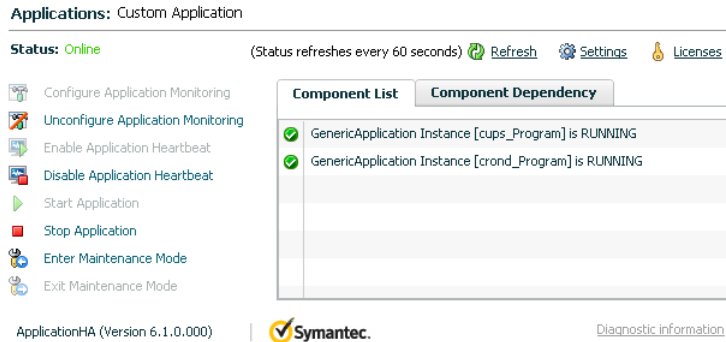 Applications: Custom Application
Status: Online
(Status refreshes every 60 seconds) Refresh Settings Licenses
Configure Application Monitoring
Unconfigure Application Monitoring
Enable Application Heartbeat
Disable Application Heartbeat
Start Application
Stop Application
Enter Maintenance Mode
Exit Maintenance Mode
Component List Component Dependency
GenericApplication Instance [cups_Program] is RUNNING
GenericApplication Instance [crond_Program] is RUNNING
ApplicationHA (Version 6.1.0.000) Symantec. Diagnostic information